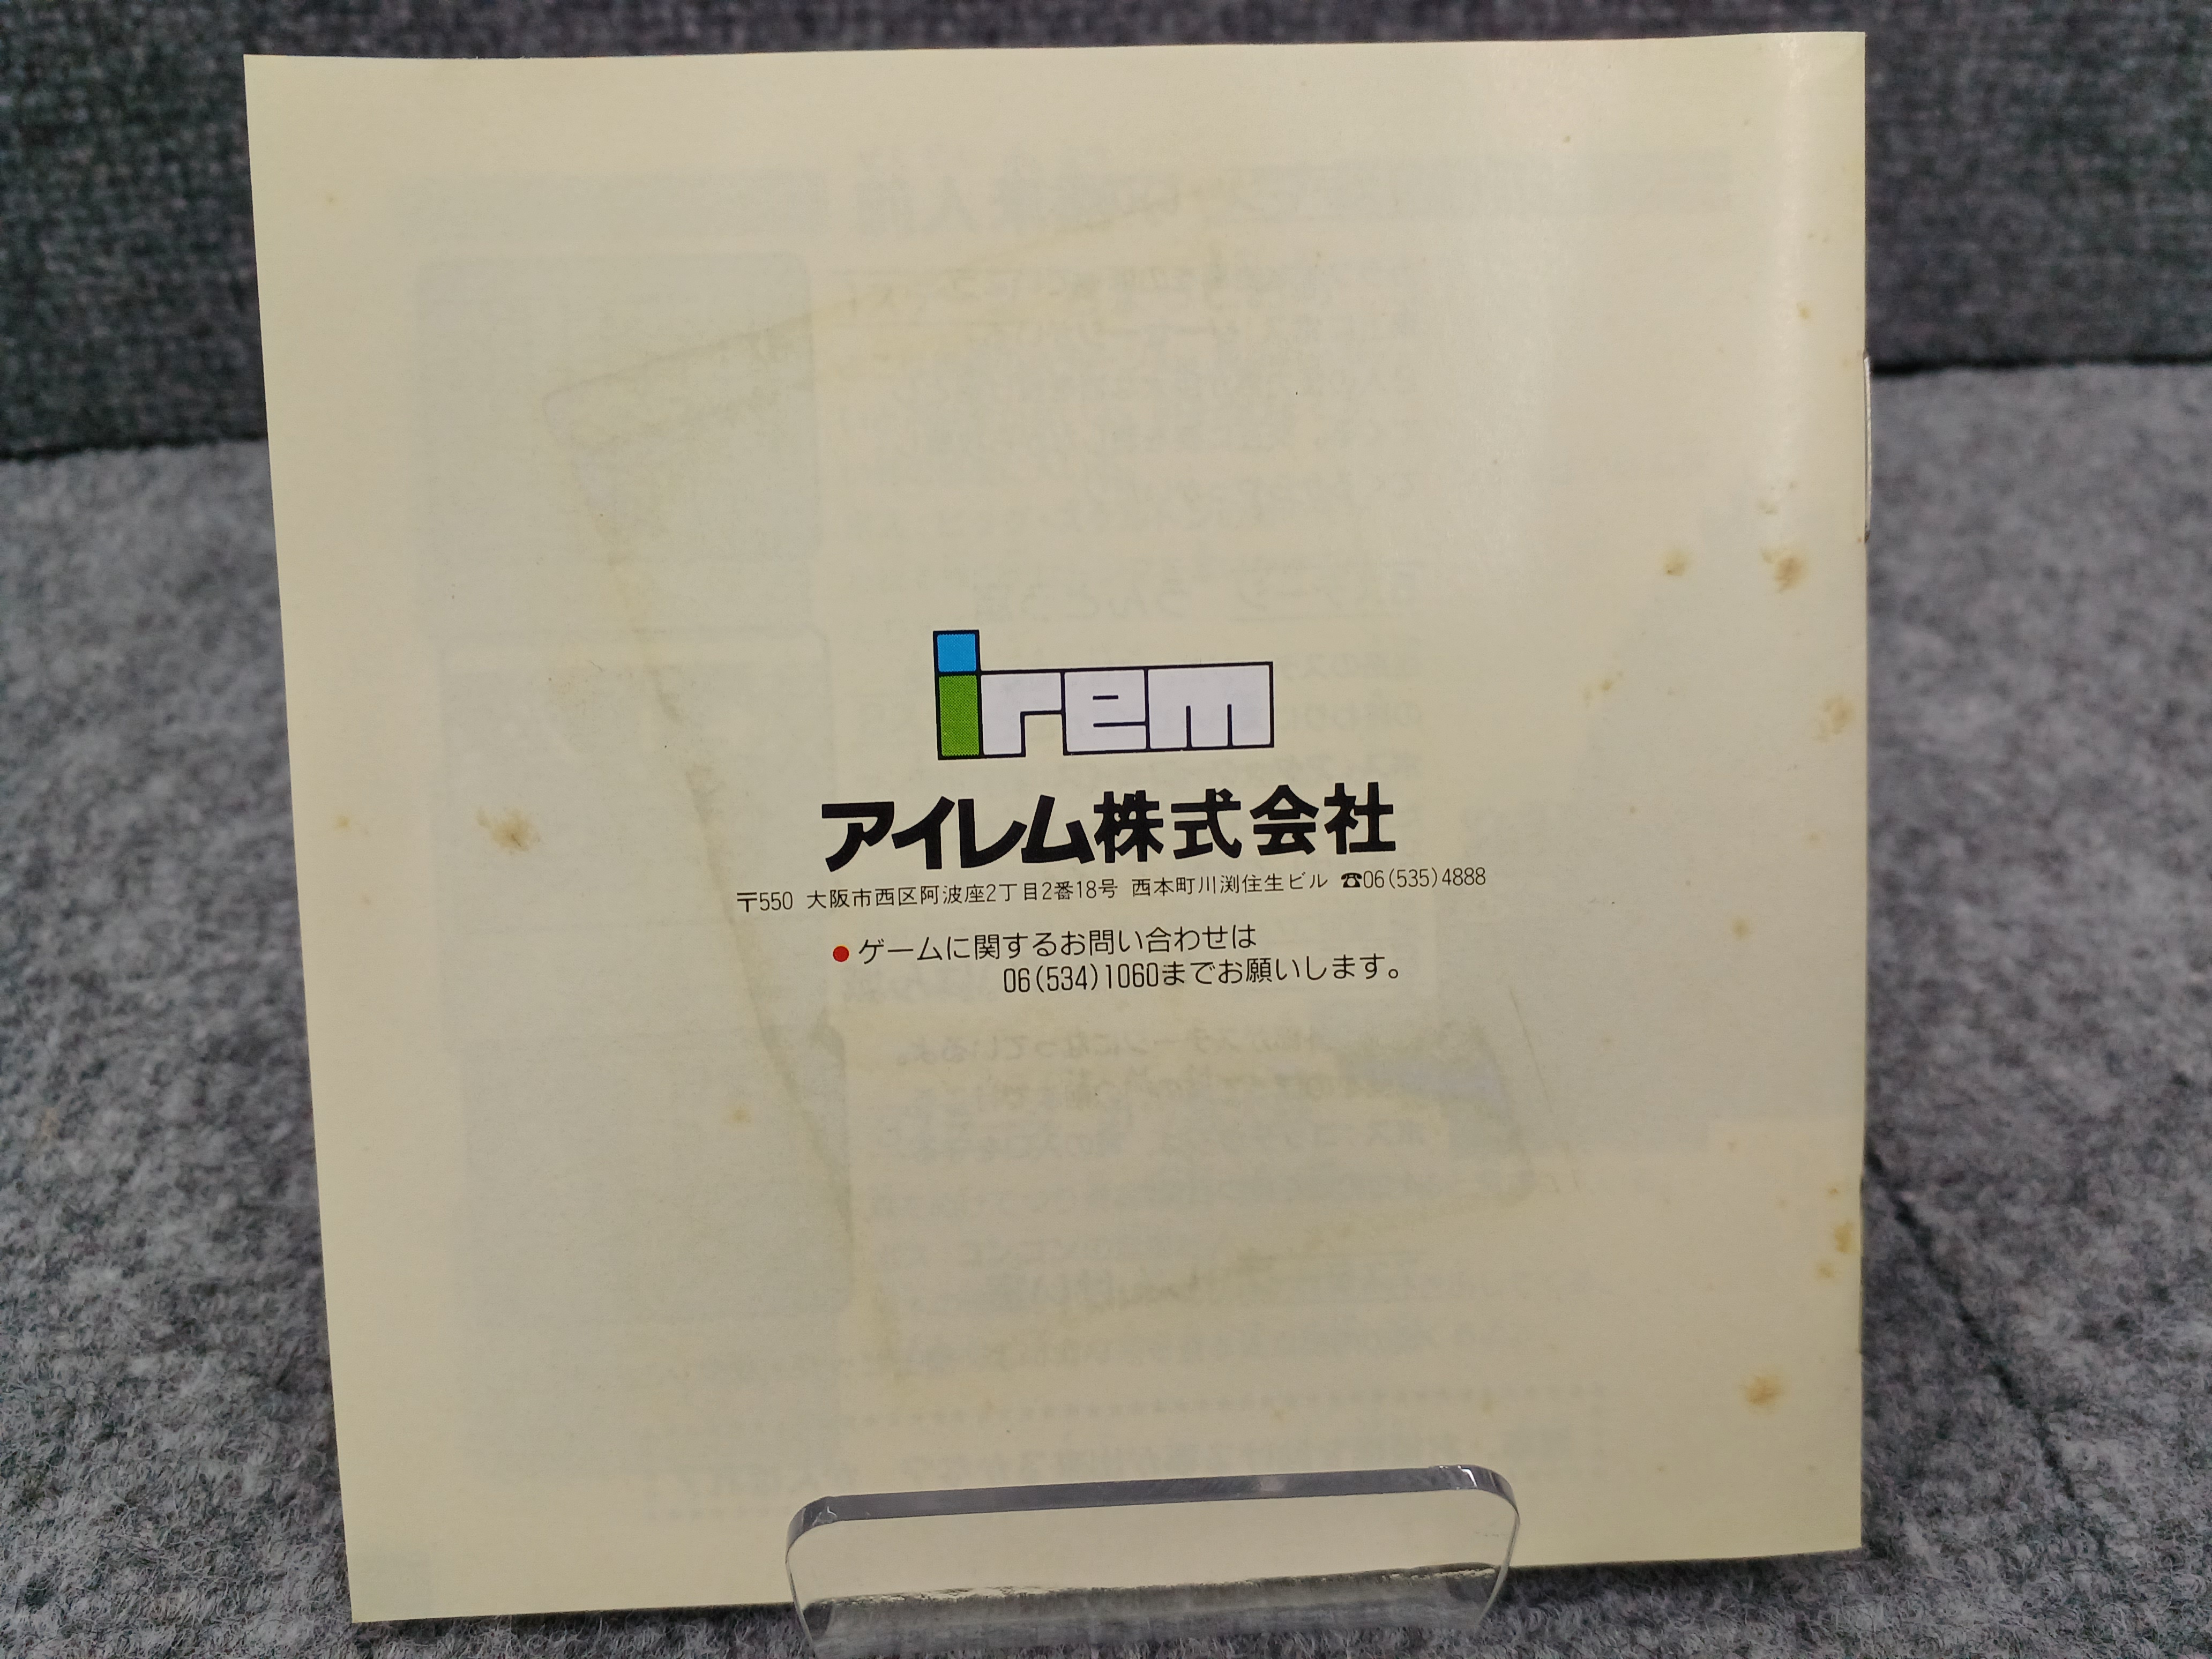 irem
アイレム株式会社
〒550 大阪市西区阿波座2丁目2番18号 西本町川渕住生ビル ☎06(535)4888
●ゲームに関するお問い合わせは
06(534)1060までお願いします。